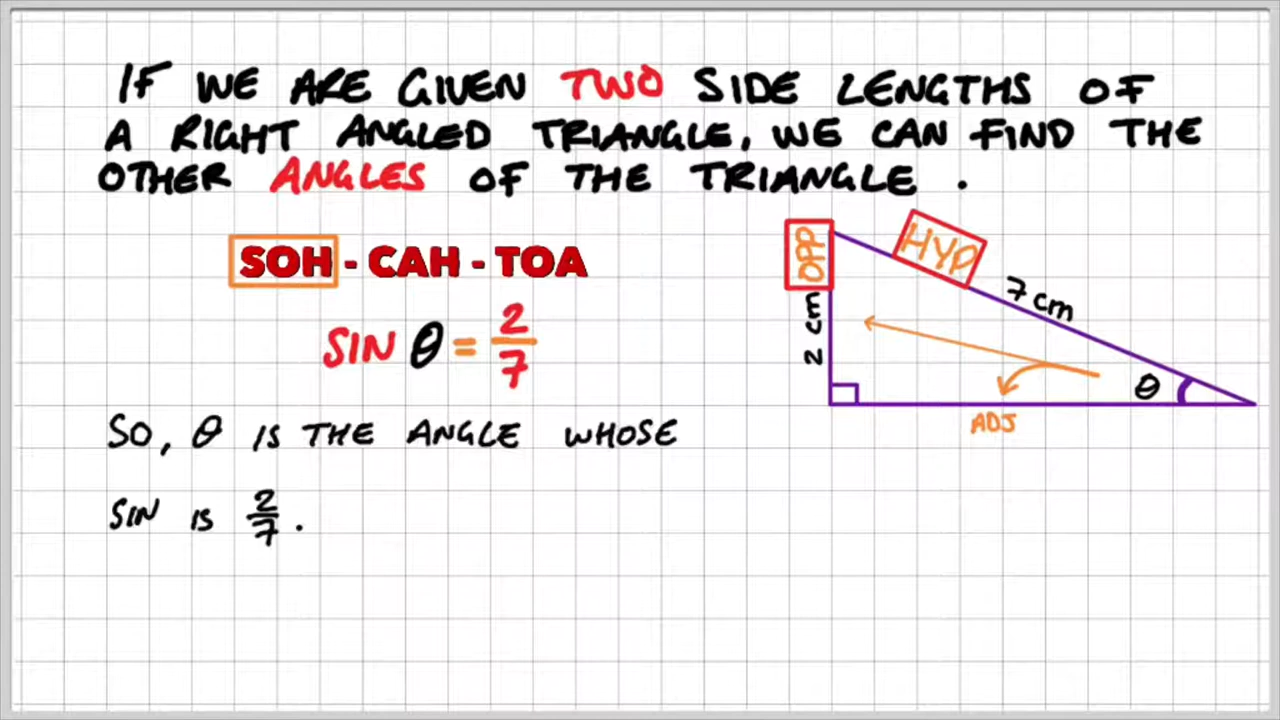 IF WE ARE GIVEN TWO SIDE LENGTHS OF
A RIGHT ANGLED TRIANGLE, WE CAN FIND THE
OTHER ANGLES OF THE TRIANGLE .
SOH - CAH - TOA
SIN θ = 2/7
SO, θ IS THE ANGLE WHOSE
SIN IS 2/7 .
OPP
HYP
7 cm
2 cm
θ
ADJ